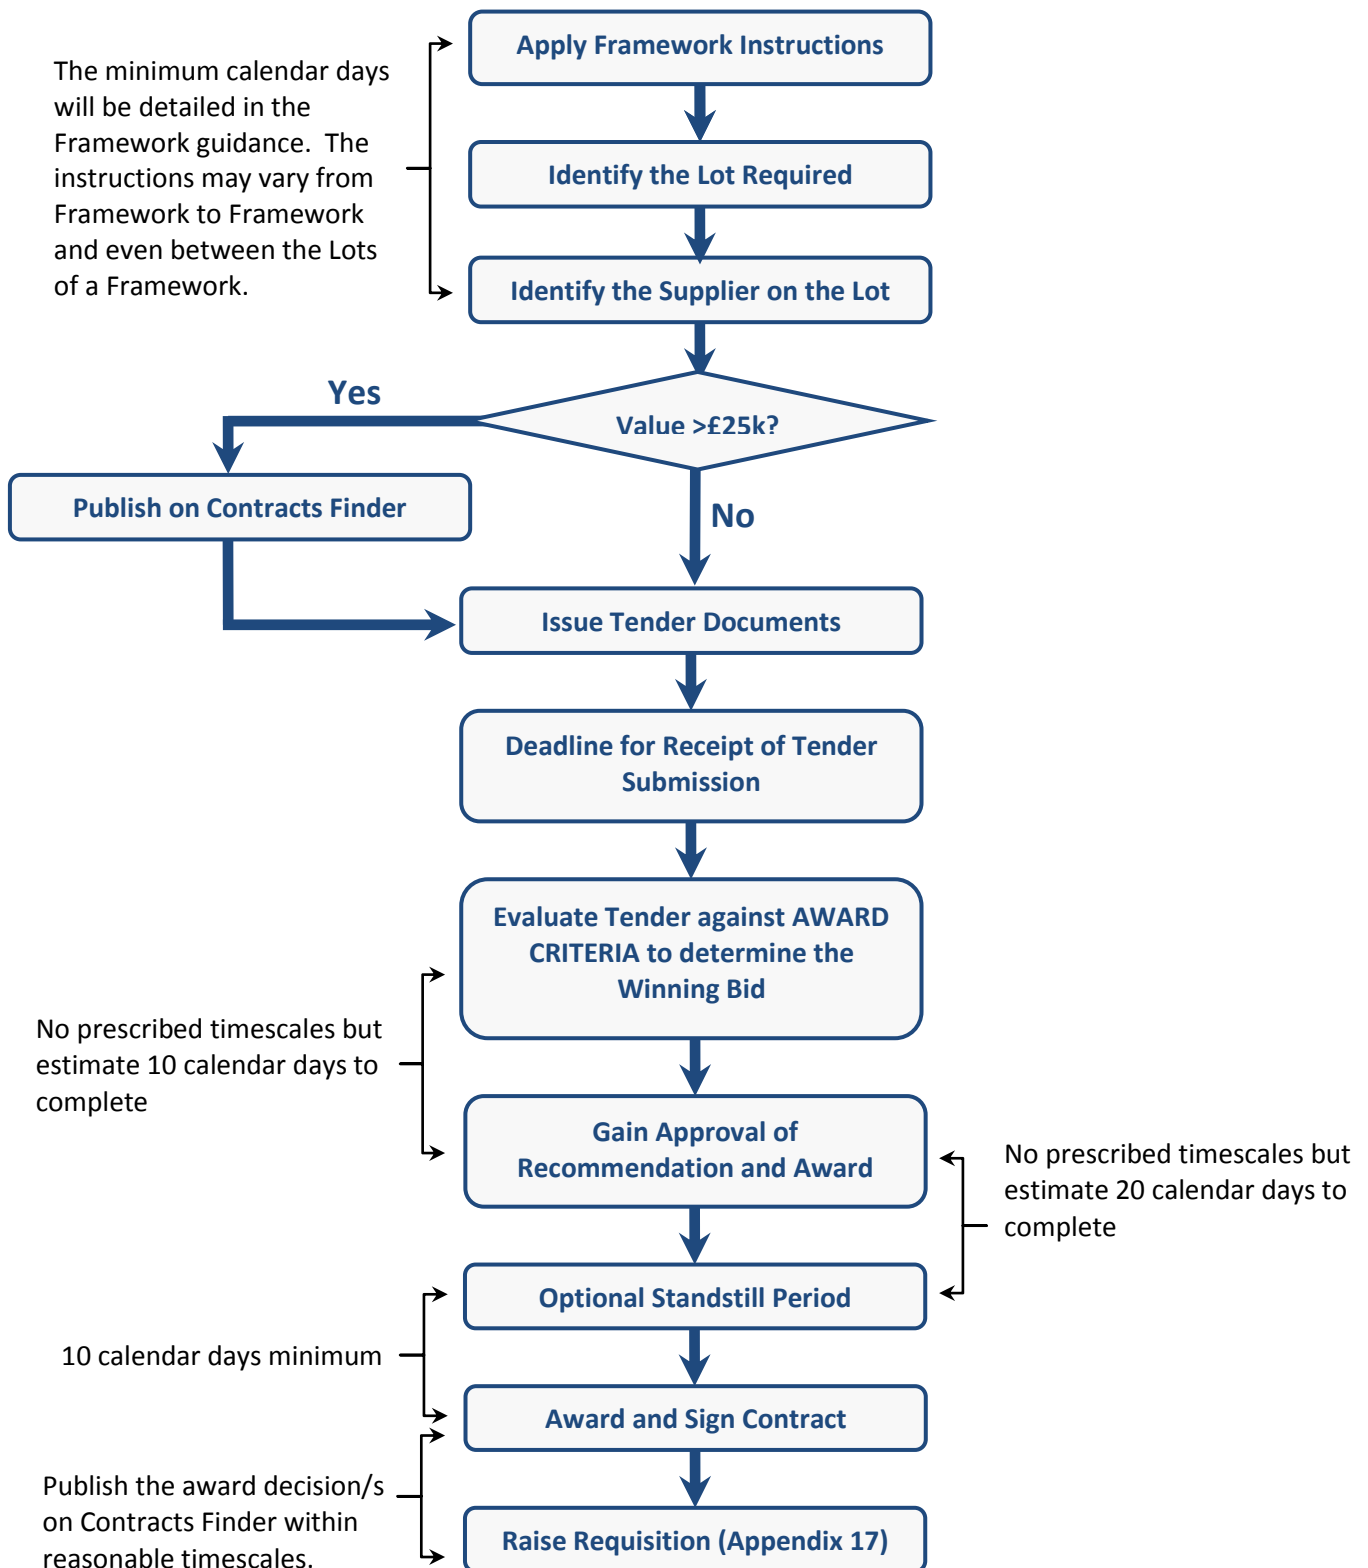 Apply Framework Instructions
The minimum calendar days
will be detailed in the
Framework guidance.  The
instructions may vary from
Framework to Framework
and even between the Lots
of a Framework.
Identify the Lot Required
Identify the Supplier on the Lot
Yes
Value >£25k?
Publish on Contracts Finder
No
Issue Tender Documents
Deadline for Receipt of Tender
Submission
Evaluate Tender against AWARD
CRITERIA to determine the
Winning Bid
No prescribed timescales but
estimate 10 calendar days to
complete
Gain Approval of
Recommendation and Award
No prescribed timescales but
estimate 20 calendar days to
complete
Optional Standstill Period
10 calendar days minimum
Award and Sign Contract
Publish the award decision/s
on Contracts Finder within
reasonable timescales.
Raise Requisition (Appendix 17)